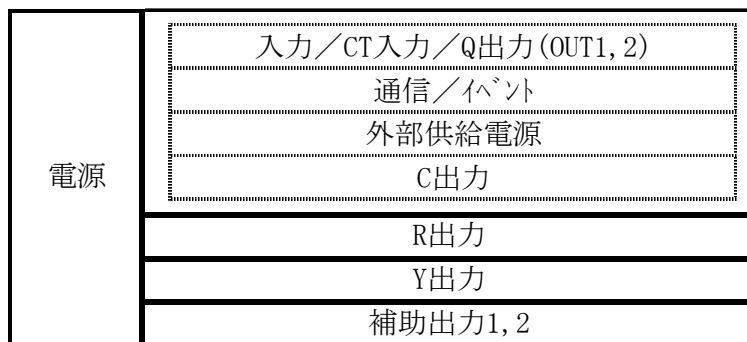 入力／CT入力／Q出力(OUT1,2)
通信／ｲﾍﾞﾝﾄ
外部供給電源
電源
C出力
R出力
Y出力
補助出力1,2